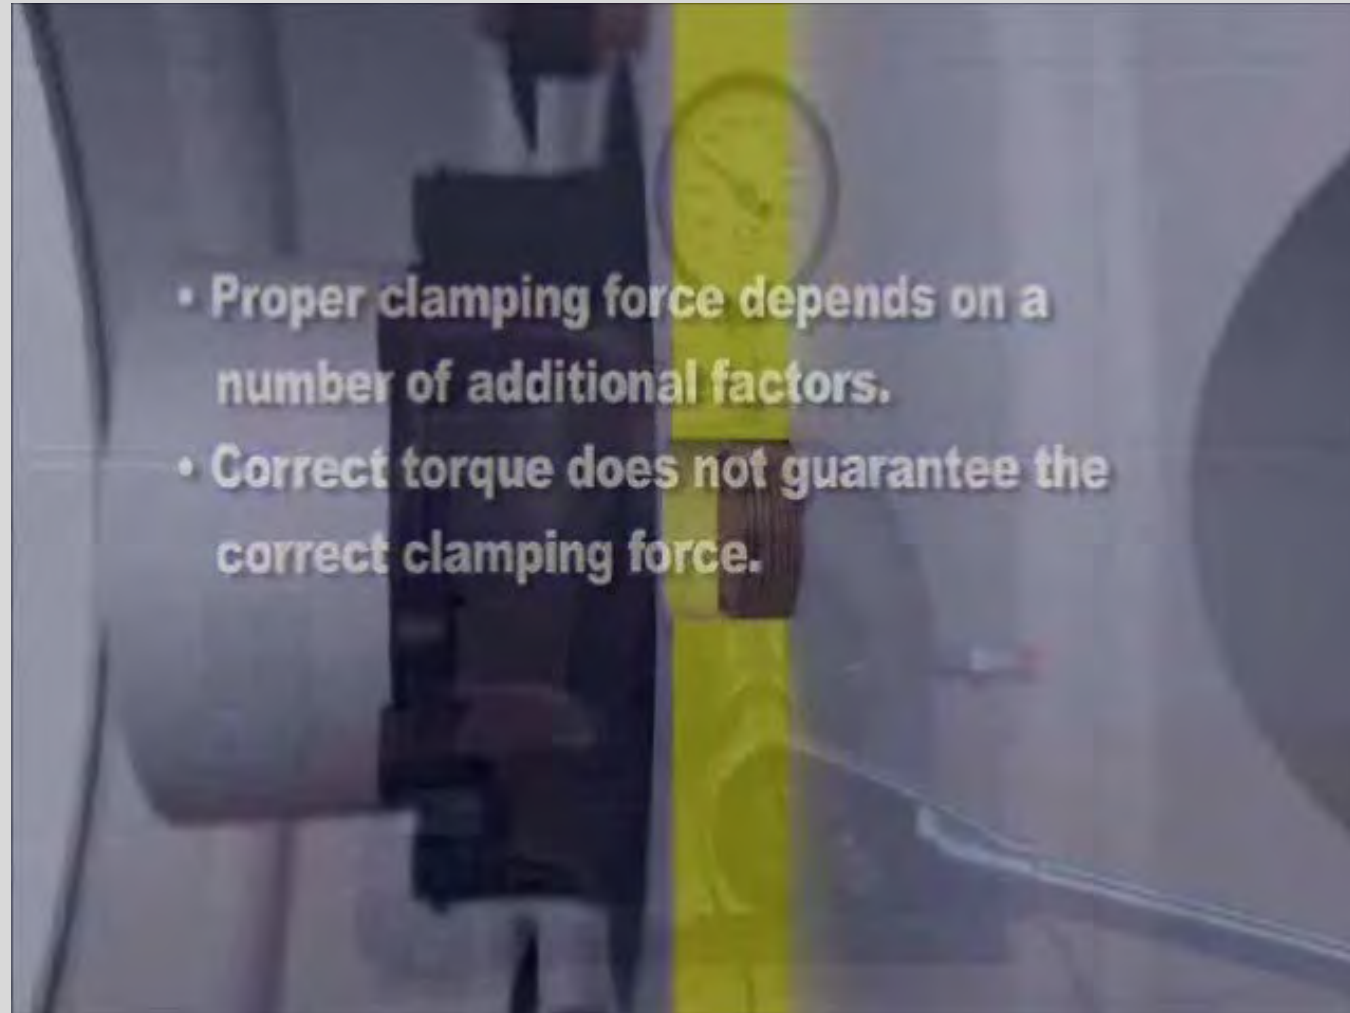 • Proper clamping force depends on a
number of additional factors.
• Correct torque does not guarantee the
correct clamping force.